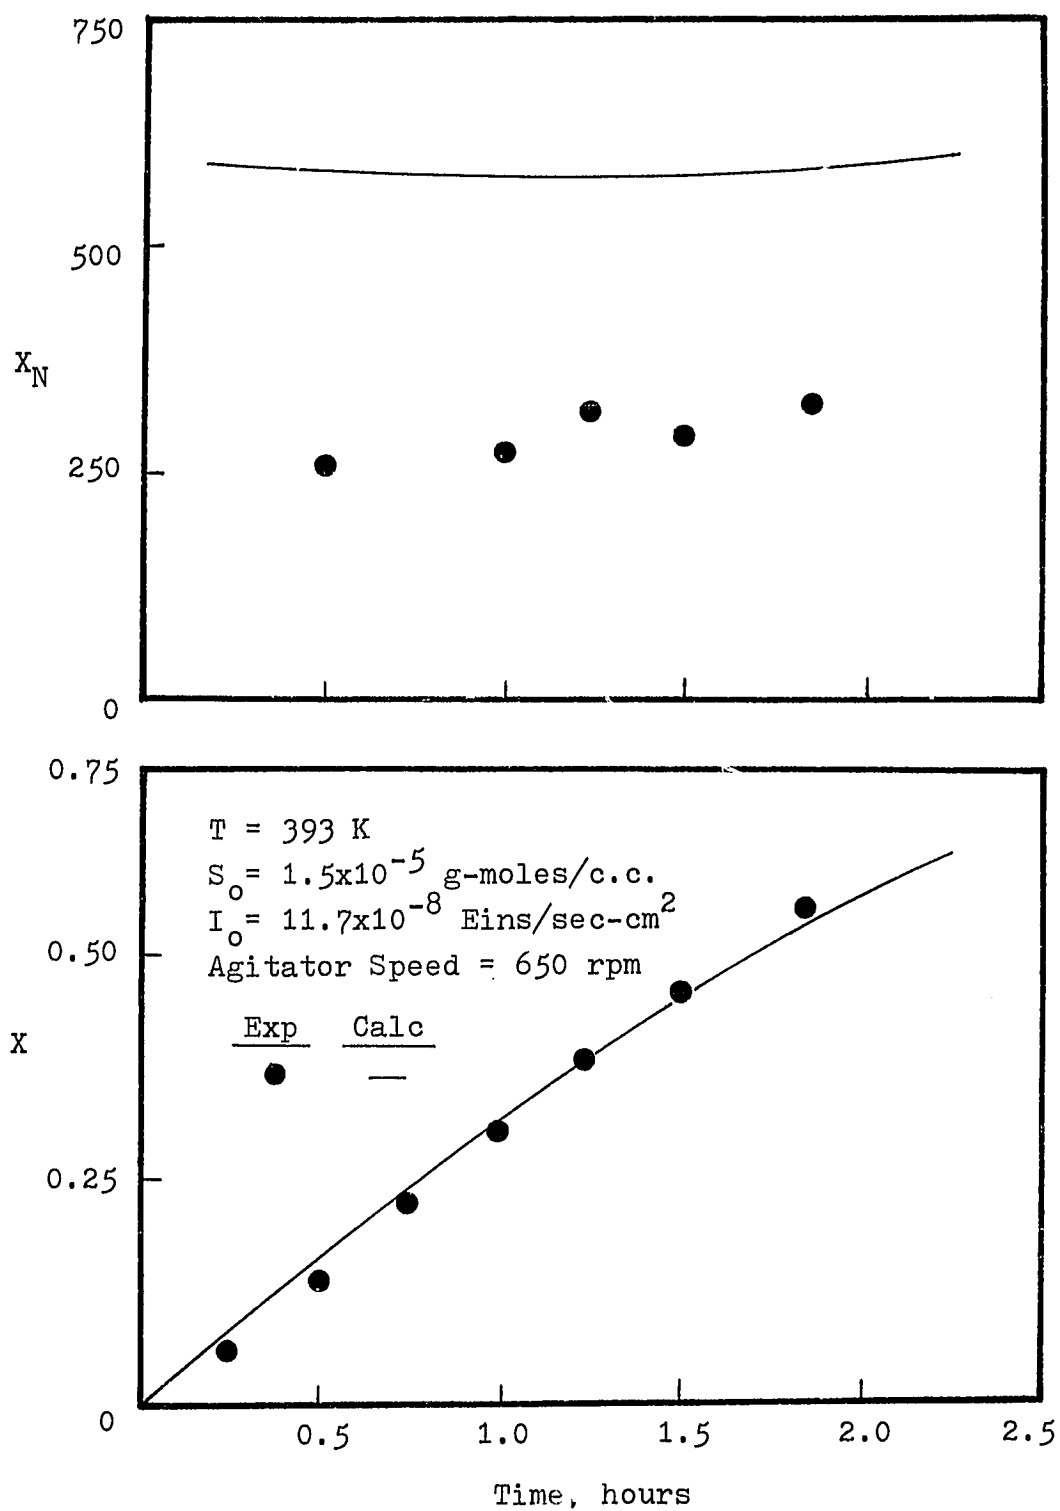 750
500
X_N
250
0
0.75
T = 393 K
S_o= 1.5x10^-5 g-moles/c.c.
I_o= 11.7x10^-8 Eins/sec-cm^2
Agitator Speed = 650 rpm
0.50
Exp Calc
X
0.25
0
0.5 1.0 1.5 2.0 2.5
Time, hours